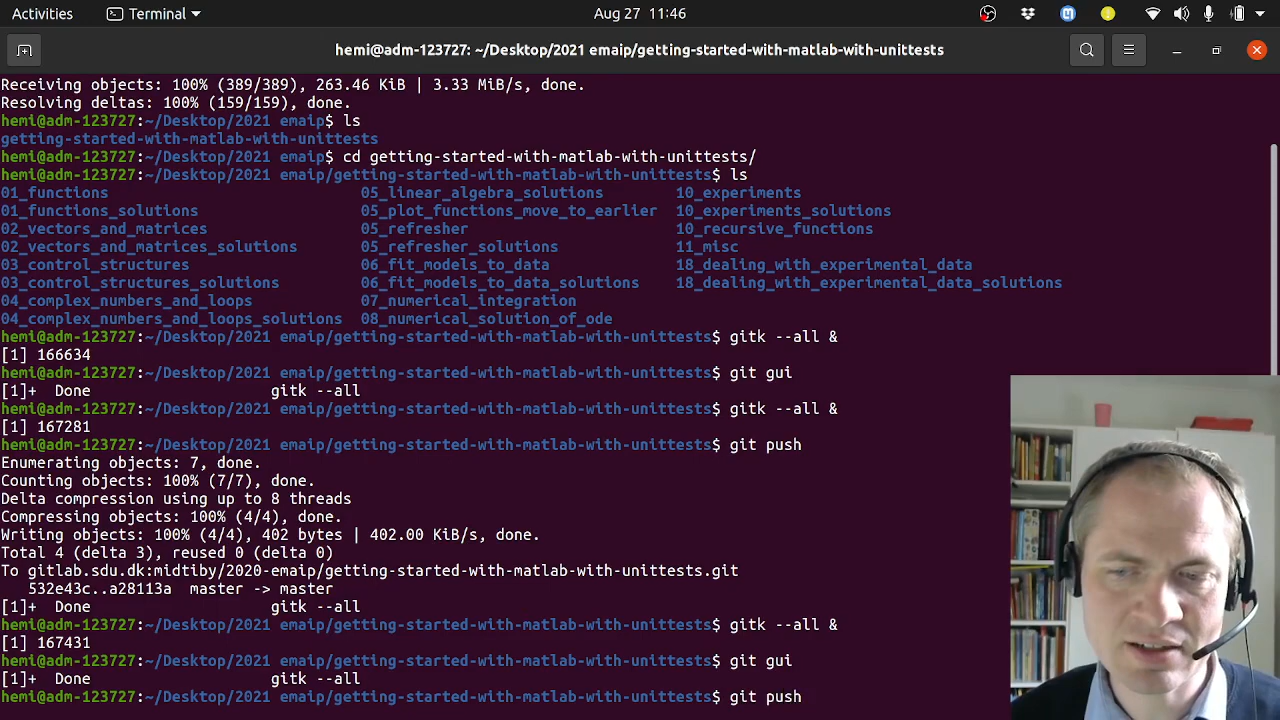 Activities
Terminal
Aug 27 11:46
hemi@adm-123727: ~/Desktop/2021 emaip/getting-started-with-matlab-with-unittests
Receiving objects: 100% (389/389), 263.46 KiB | 3.33 MiB/s, done.
Resolving deltas: 100% (159/159), done.
hemi@adm-123727:~/Desktop/2021 emaip$ ls
getting-started-with-matlab-with-unittests
hemi@adm-123727:~/Desktop/2021 emaip$ cd getting-started-with-matlab-with-unittests/
hemi@adm-123727:~/Desktop/2021 emaip/getting-started-with-matlab-with-unittests$ ls
01_functions 05_linear_algebra_solutions 10_experiments
01_functions_solutions 05_plot_functions_move_to_earlier 10_experiments_solutions
02_vectors_and_matrices 05_refresher 10_recursive_functions
02_vectors_and_matrices_solutions 05_refresher_solutions 11_misc
03_control_structures 06_fit_models_to_data 18_dealing_with_experimental_data
03_control_structures_solutions 06_fit_models_to_data_solutions 18_dealing_with_experimental_data_solutions
04_complex_numbers_and_loops 07_numerical_integration
04_complex_numbers_and_loops_solutions 08_numerical_solution_of_ode
hemi@adm-123727:~/Desktop/2021 emaip/getting-started-with-matlab-with-unittests$ gitk --all &
[1] 166634
hemi@adm-123727:~/Desktop/2021 emaip/getting-started-with-matlab-with-unittests$ git gui
[1]+ Done gitk --all
hemi@adm-123727:~/Desktop/2021 emaip/getting-started-with-matlab-with-unittests$ gitk --all &
[1] 167281
hemi@adm-123727:~/Desktop/2021 emaip/getting-started-with-matlab-with-unittests$ git push
Enumerating objects: 7, done.
Counting objects: 100% (7/7), done.
Delta compression using up to 8 threads
Compressing objects: 100% (4/4), done.
Writing objects: 100% (4/4), 402 bytes | 402.00 KiB/s, done.
Total 4 (delta 3), reused 0 (delta 0)
To gitlab.sdu.dk:midtiby/2020-emaip/getting-started-with-matlab-with-unittests.git
532e43c..a28113a master -> master
[1]+ Done gitk --all
hemi@adm-123727:~/Desktop/2021 emaip/getting-started-with-matlab-with-unittests$ gitk --all &
[1] 167431
hemi@adm-123727:~/Desktop/2021 emaip/getting-started-with-matlab-with-unittests$ git gui
[1]+ Done gitk --all
hemi@adm-123727:~/Desktop/2021 emaip/getting-started-with-matlab-with-unittests$ git push